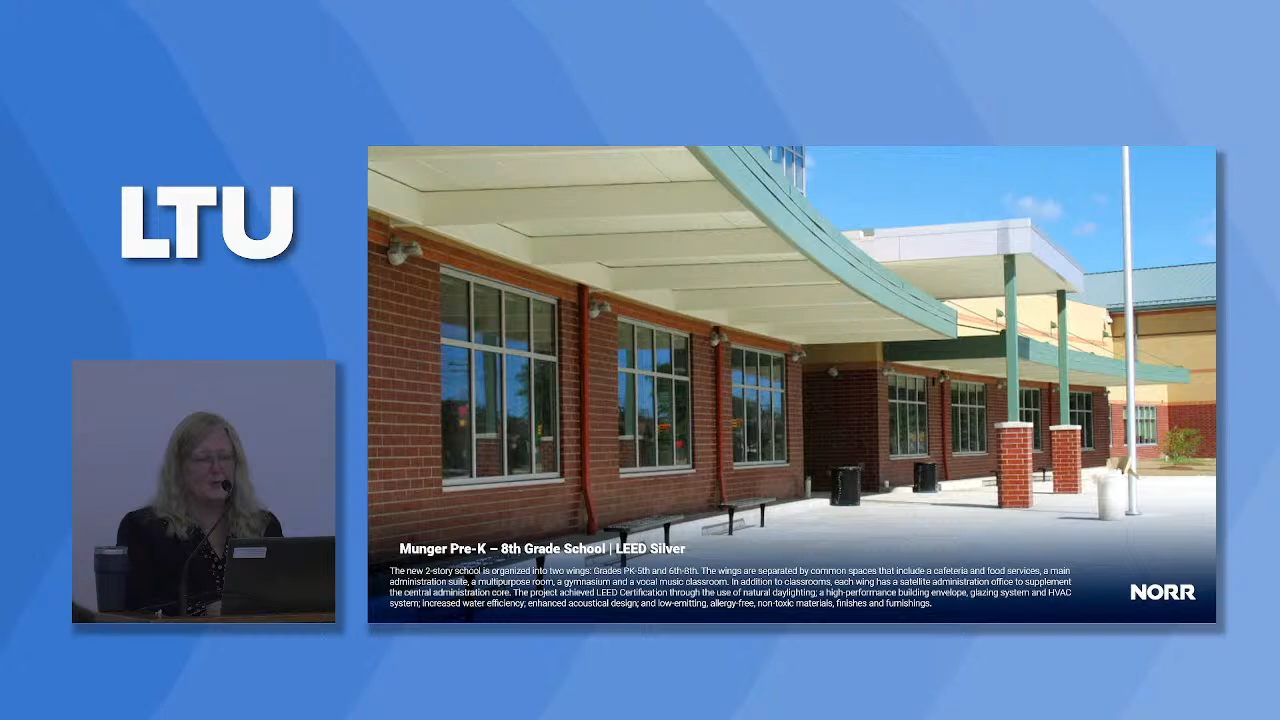 LTU
Munger Pre-K – 8th Grade School | LEED Silver
The new 2-story school is organized into two wings: Grades PK-5th and 6th-8th. The wings are separated by common spaces that include a cafeteria and food services, a main
administration suite, a multipurpose room, a gymnasium and a vocal music classroom. In addition to classrooms, each wing has a satellite administration office to supplement
the central administration core. The project achieved LEED Certification through the use of natural daylighting; a high-performance building envelope, glazing system and HVAC
system; increased water efficiency; enhanced acoustical design; and low-emitting, allergy-free, non-toxic materials, finishes and furnishings.
NORR